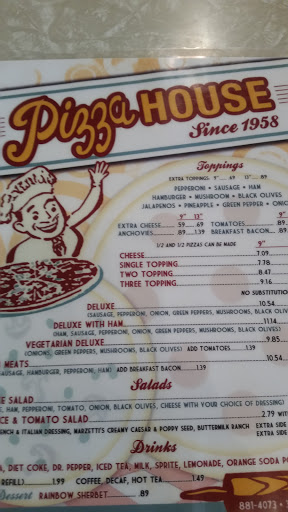 Pizza HOUSE
Since 1958
Toppings
EXTRA TOPPINGS 9" .... .69 12" .. .89
PEPPERONI • SAUSAGE • HAM
HAMBURGER • MUSHROOM • BLACK OLIVES
JALAPENOS • PINEAPPLE • GREEN PEPPER •
9" 12" 9"
EXTRA CHEESE ..... .59 .69 TOMATOES ..... .89
ANCHOVIES ..... .89 1.39 BREAKFAST BACON... .89
1/2 AND 1/2 PIZZAS CAN BE MADE 9"
CHEESE 7.09
SINGLE TOPPING 7.78
TWO TOPPING 8.47
THREE TOPPING 9.16
NO SUBSTITUTION
DELUXE 10.54
(SAUSAGE, PEPPERONI, ONION, GREEN PEPPERS, MUSHROOMS, BLACK OLIVES)
DELUXE WITH HAM 11.14
(HAM, SAUSAGE, PEPPERONI, ONION, GREEN PEPPERS, MUSHROOMS, BLACK OLIVES)
VEGETARIAN DELUXE 9.85
(ONIONS, GREEN PEPPERS, MUSHROOMS, BLACK OLIVES) ADD TOMATOES ... 1.39
MEATS 10.54
SAUSAGE, HAMBURGER, PEPPERONI, HAM) ADD BREAKFAST BACON ... 1.39
Salads
SALAD
HAM, PEPPERONI, TOMATO, ONION, BLACK OLIVES, CHEESE WITH YOUR CHOICE OF DRESSING)
& TOMATO SALAD 2.79
& ITALIAN DRESSING, MARZETTI'S CREAMY CAESAR & POPPY SEED, BUTTERMILK RANCH EXTRA SIDE
EXTRA SIDE
Drinks
DIET COKE, DR. PEPPER, ICED TEA, MILK, SPRITE, LEMONADE, ORANGE SODA
REFILL) ... 1.99 COFFEE, DECAF, HOT TEA ... 1.49
Dessert RAINBOW SHERBET ... .89
881-4073 •